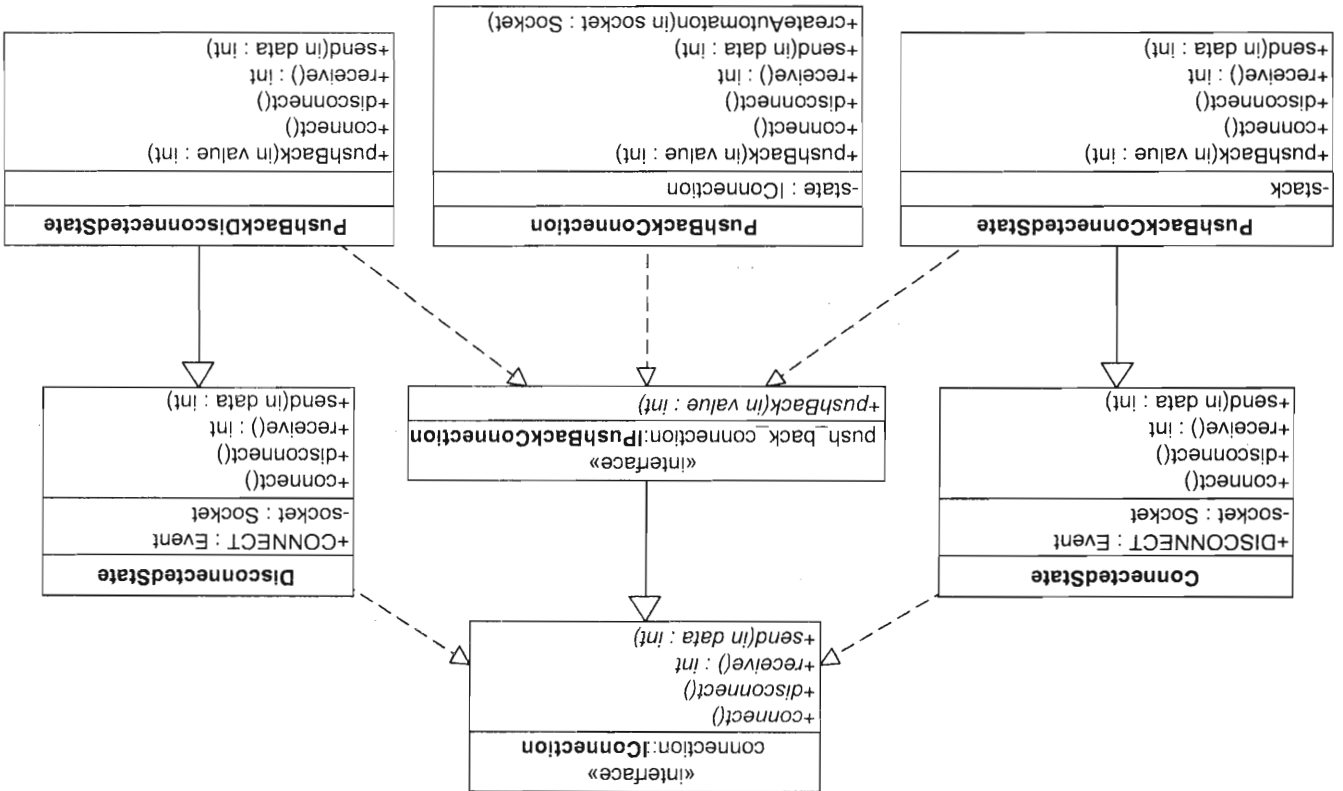 «interface»
connection::IConnection
+connect()
+disconnect()
+receive() : int
+send(in data : int)
ConnectedState
+DISCONNECT : Event
-socket : Socket
+connect()
+disconnect()
+receive() : int
+send(in data : int)
«interface»
push_back_connection:IPushBackConnection
+pushBack(in value : int)
DisconnectedState
+CONNECT : Event
-socket : Socket
+connect()
+disconnect()
+receive() : int
+send(in data : int)
PushBackConnectedState
-stack
+pushBack(in value : int)
+connect()
+disconnect()
+receive() : int
+send(in data : int)
PushBackConnection
-state : IConnection
+pushBack(in value : int)
+connect()
+disconnect()
+receive() : int
+send(in data : int)
+createAutomaton(in socket : Socket)
PushBackDisconnectedState
+pushBack(in value : int)
+connect()
+disconnect()
+receive() : int
+send(in data : int)